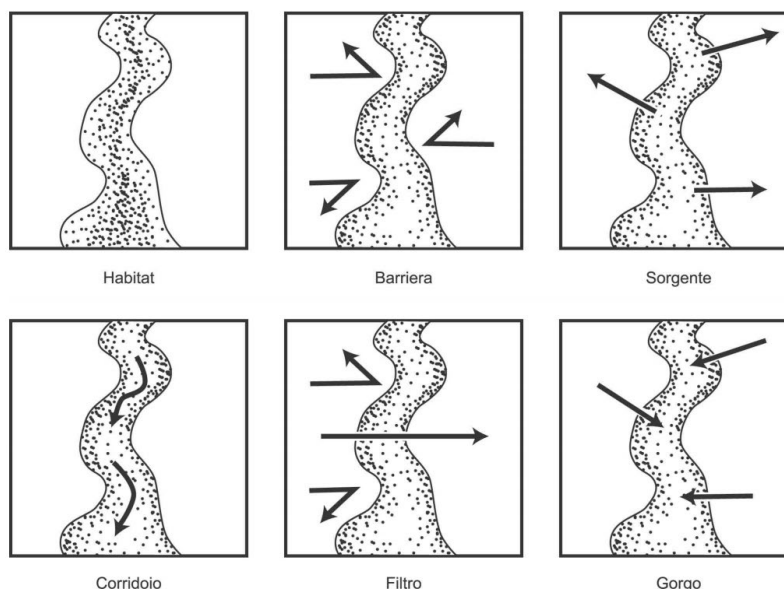 Habitat
Barriera
Sorgente
Corridoio
Filtro
Gorgo